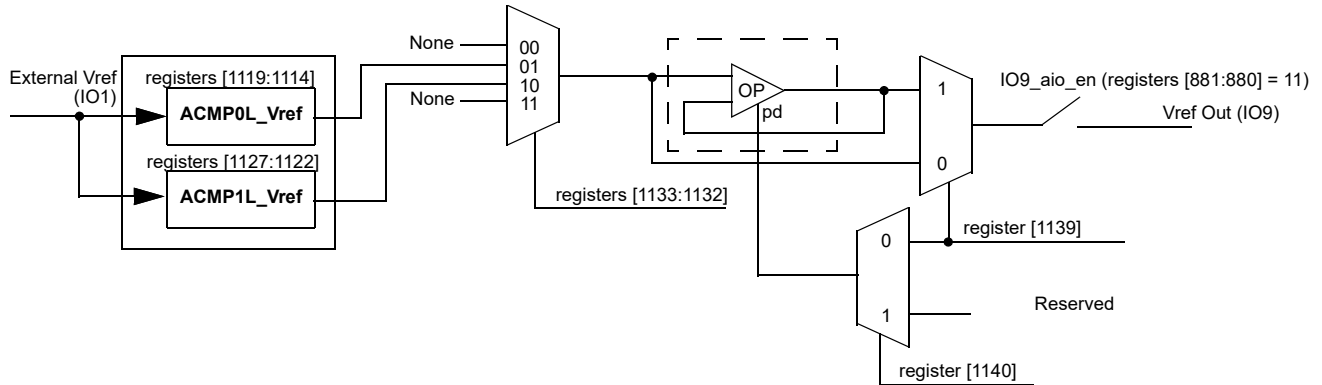 None
00
01
10
11
External Vref
(IO1)
registers [1119:1114]
ACMP0L_Vref
None
registers [1127:1122]
ACMP1L_Vref
registers [1133:1132]
OP
pd
1
0
IO9_aio_en (registers [881:880] = 11)
Vref Out (IO9)
0
register [1139]
1
Reserved
register [1140]